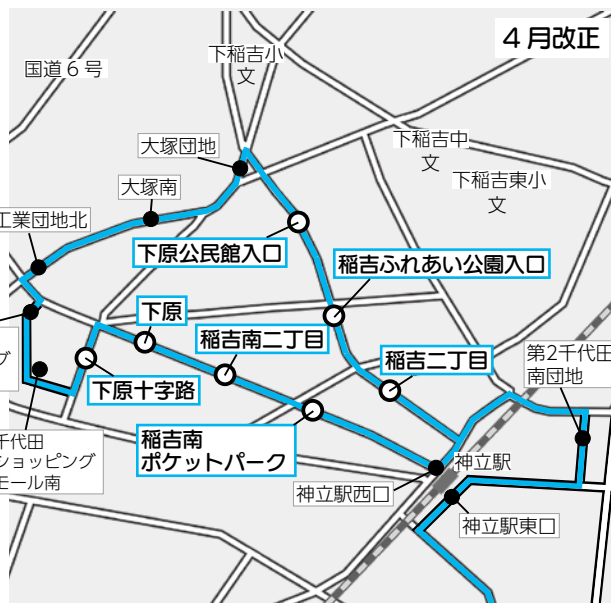 4月改正
国道6号
下稲吉小
文
大塚団地
下稲吉中
文
大塚南
下稲吉東小
文
工業団地北
下原公民館入口
稲吉ふれあい公園入口
下原
稲吉南二丁目
稲吉二丁目
第2千代田
南団地
グ
下原十字路
稲吉南
ポケットパーク
千代田
ショッピング
モール南
神立駅
神立駅西口
神立駅東口